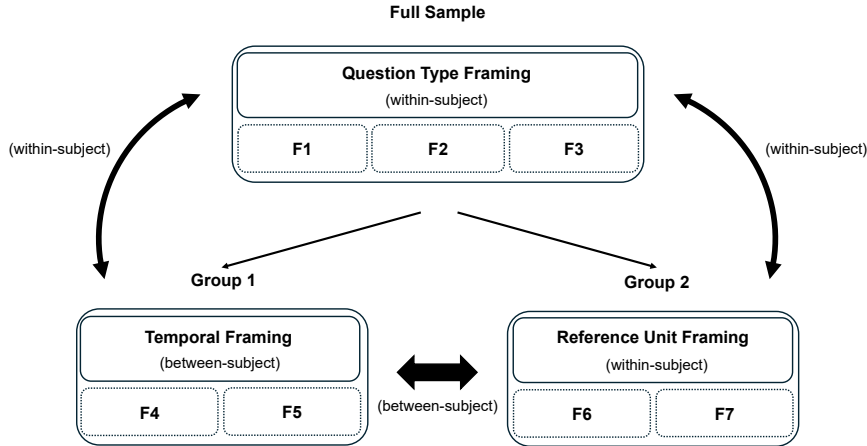 Full Sample
Question Type Framing
(within-subject)
F1 F2 F3
(within-subject) (within-subject)
Group 1 Group 2
Temporal Framing
(between-subject)
F4 F5
(between-subject)
Reference Unit Framing
(within-subject)
F6 F7